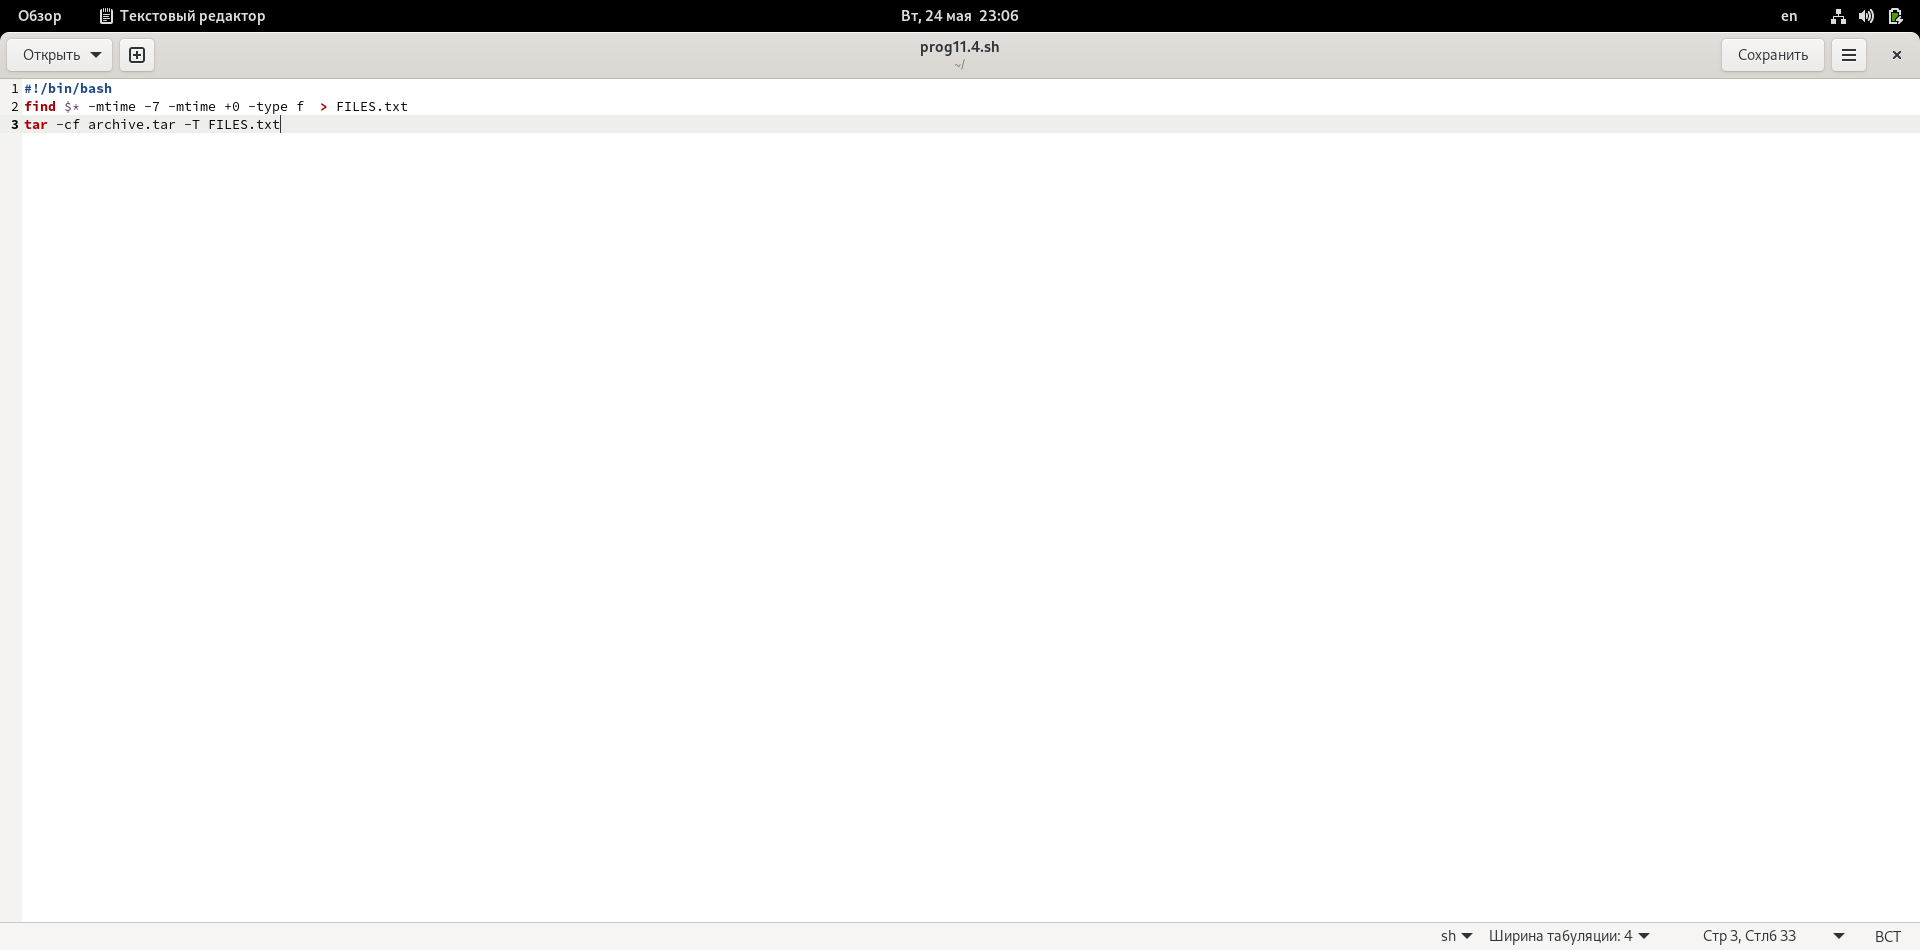 Обзор Текстовый редактор Вт, 24 мая 23:06 en
Открыть prog11.4.sh Сохранить
~/
1 #!/bin/bash
2 find $* -mtime -7 -mtime +0 -type f  > FILES.txt
3 tar -cf archive.tar -T FILES.txt
sh Ширина табуляции: 4 Стр 3, Стлб 33 ВСТ